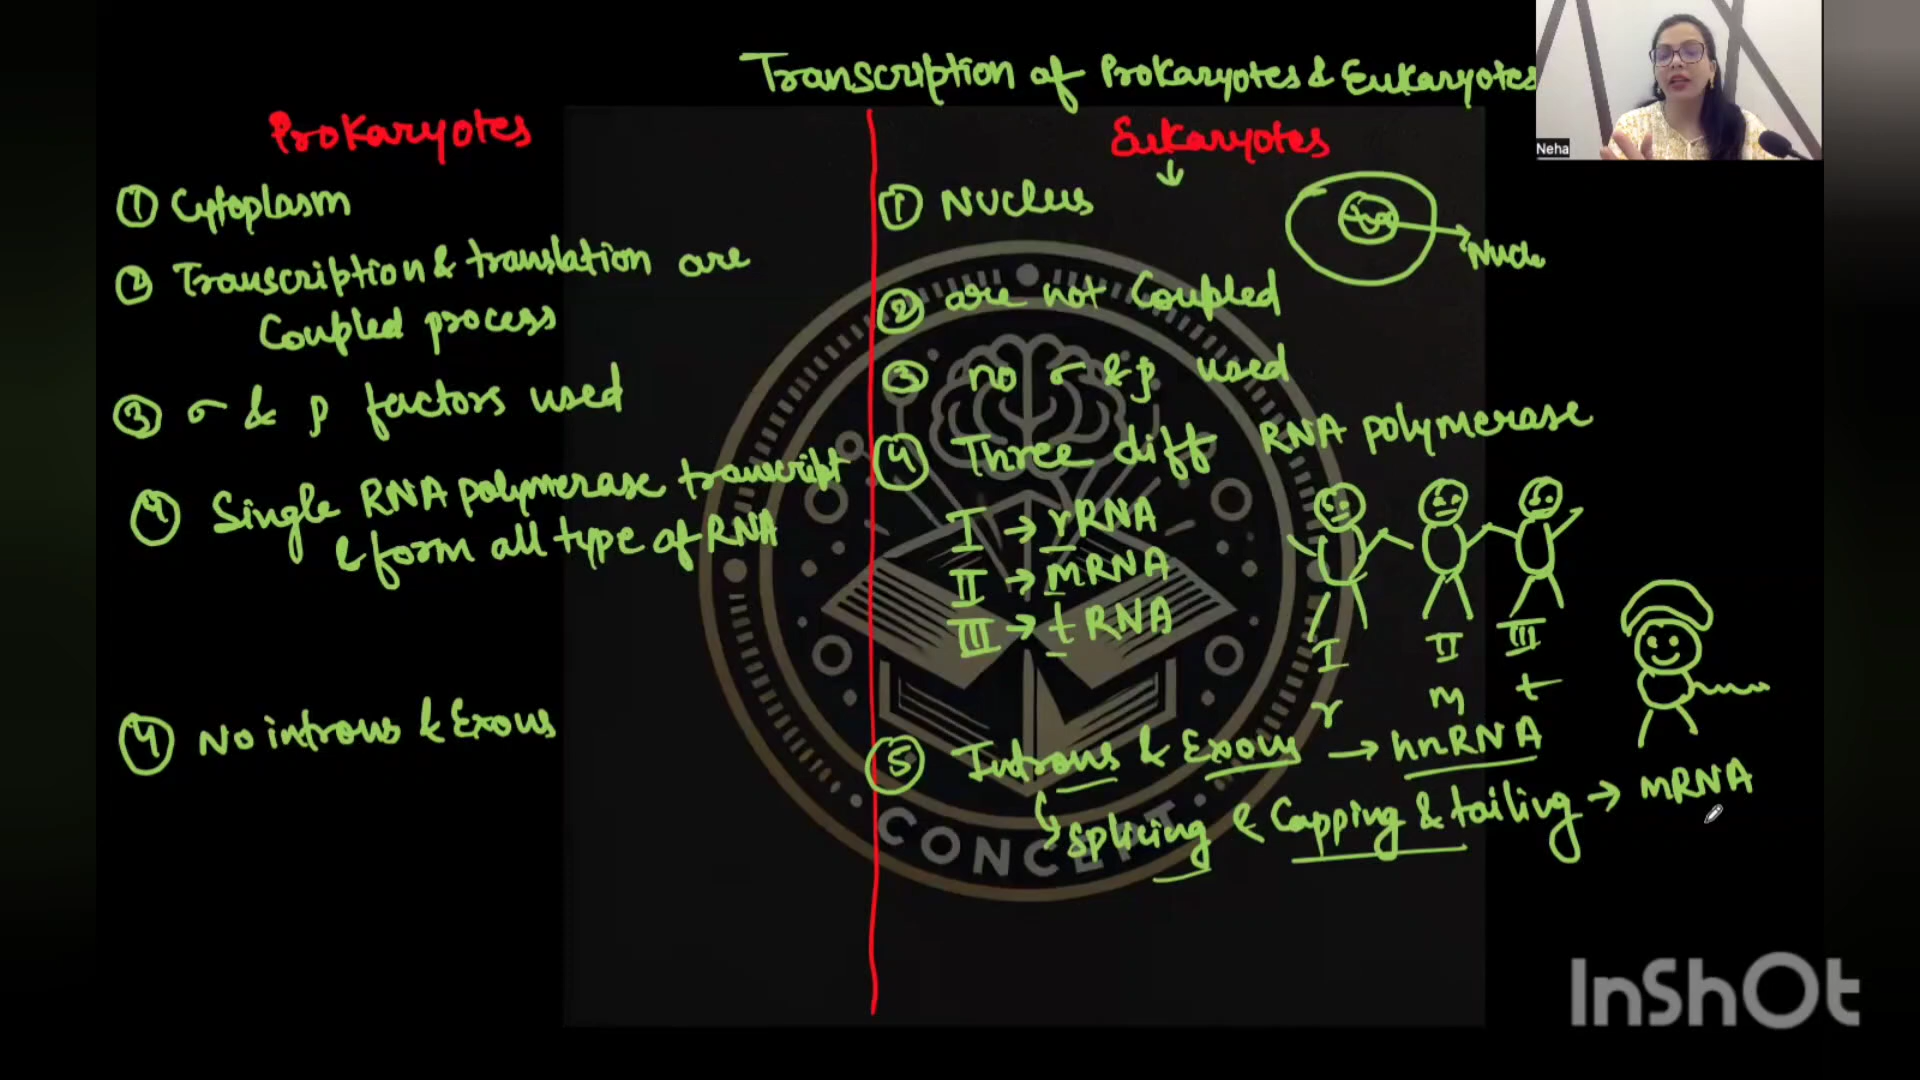 Transcription of Prokaryotes & Eukaryotes
Neha
Prokaryotes
① Cytoplasm
② Transcription & translation are
Coupled process
③ σ & ρ factors used
④ Single RNA polymerase transcript
& form all type of RNA
④ No introns & Exons
Eukaryotes
↓
① Nucleus
Nucle
② are not Coupled
③ no σ & ρ used
④ Three diff RNA polymerase
I → rRNA
II → mRNA
III → tRNA
I II III
r m t
⑤ Introns & Exons → hnRNA
↳ Splicing & Capping & tailing → mRNA
CONCEPT
InShOt